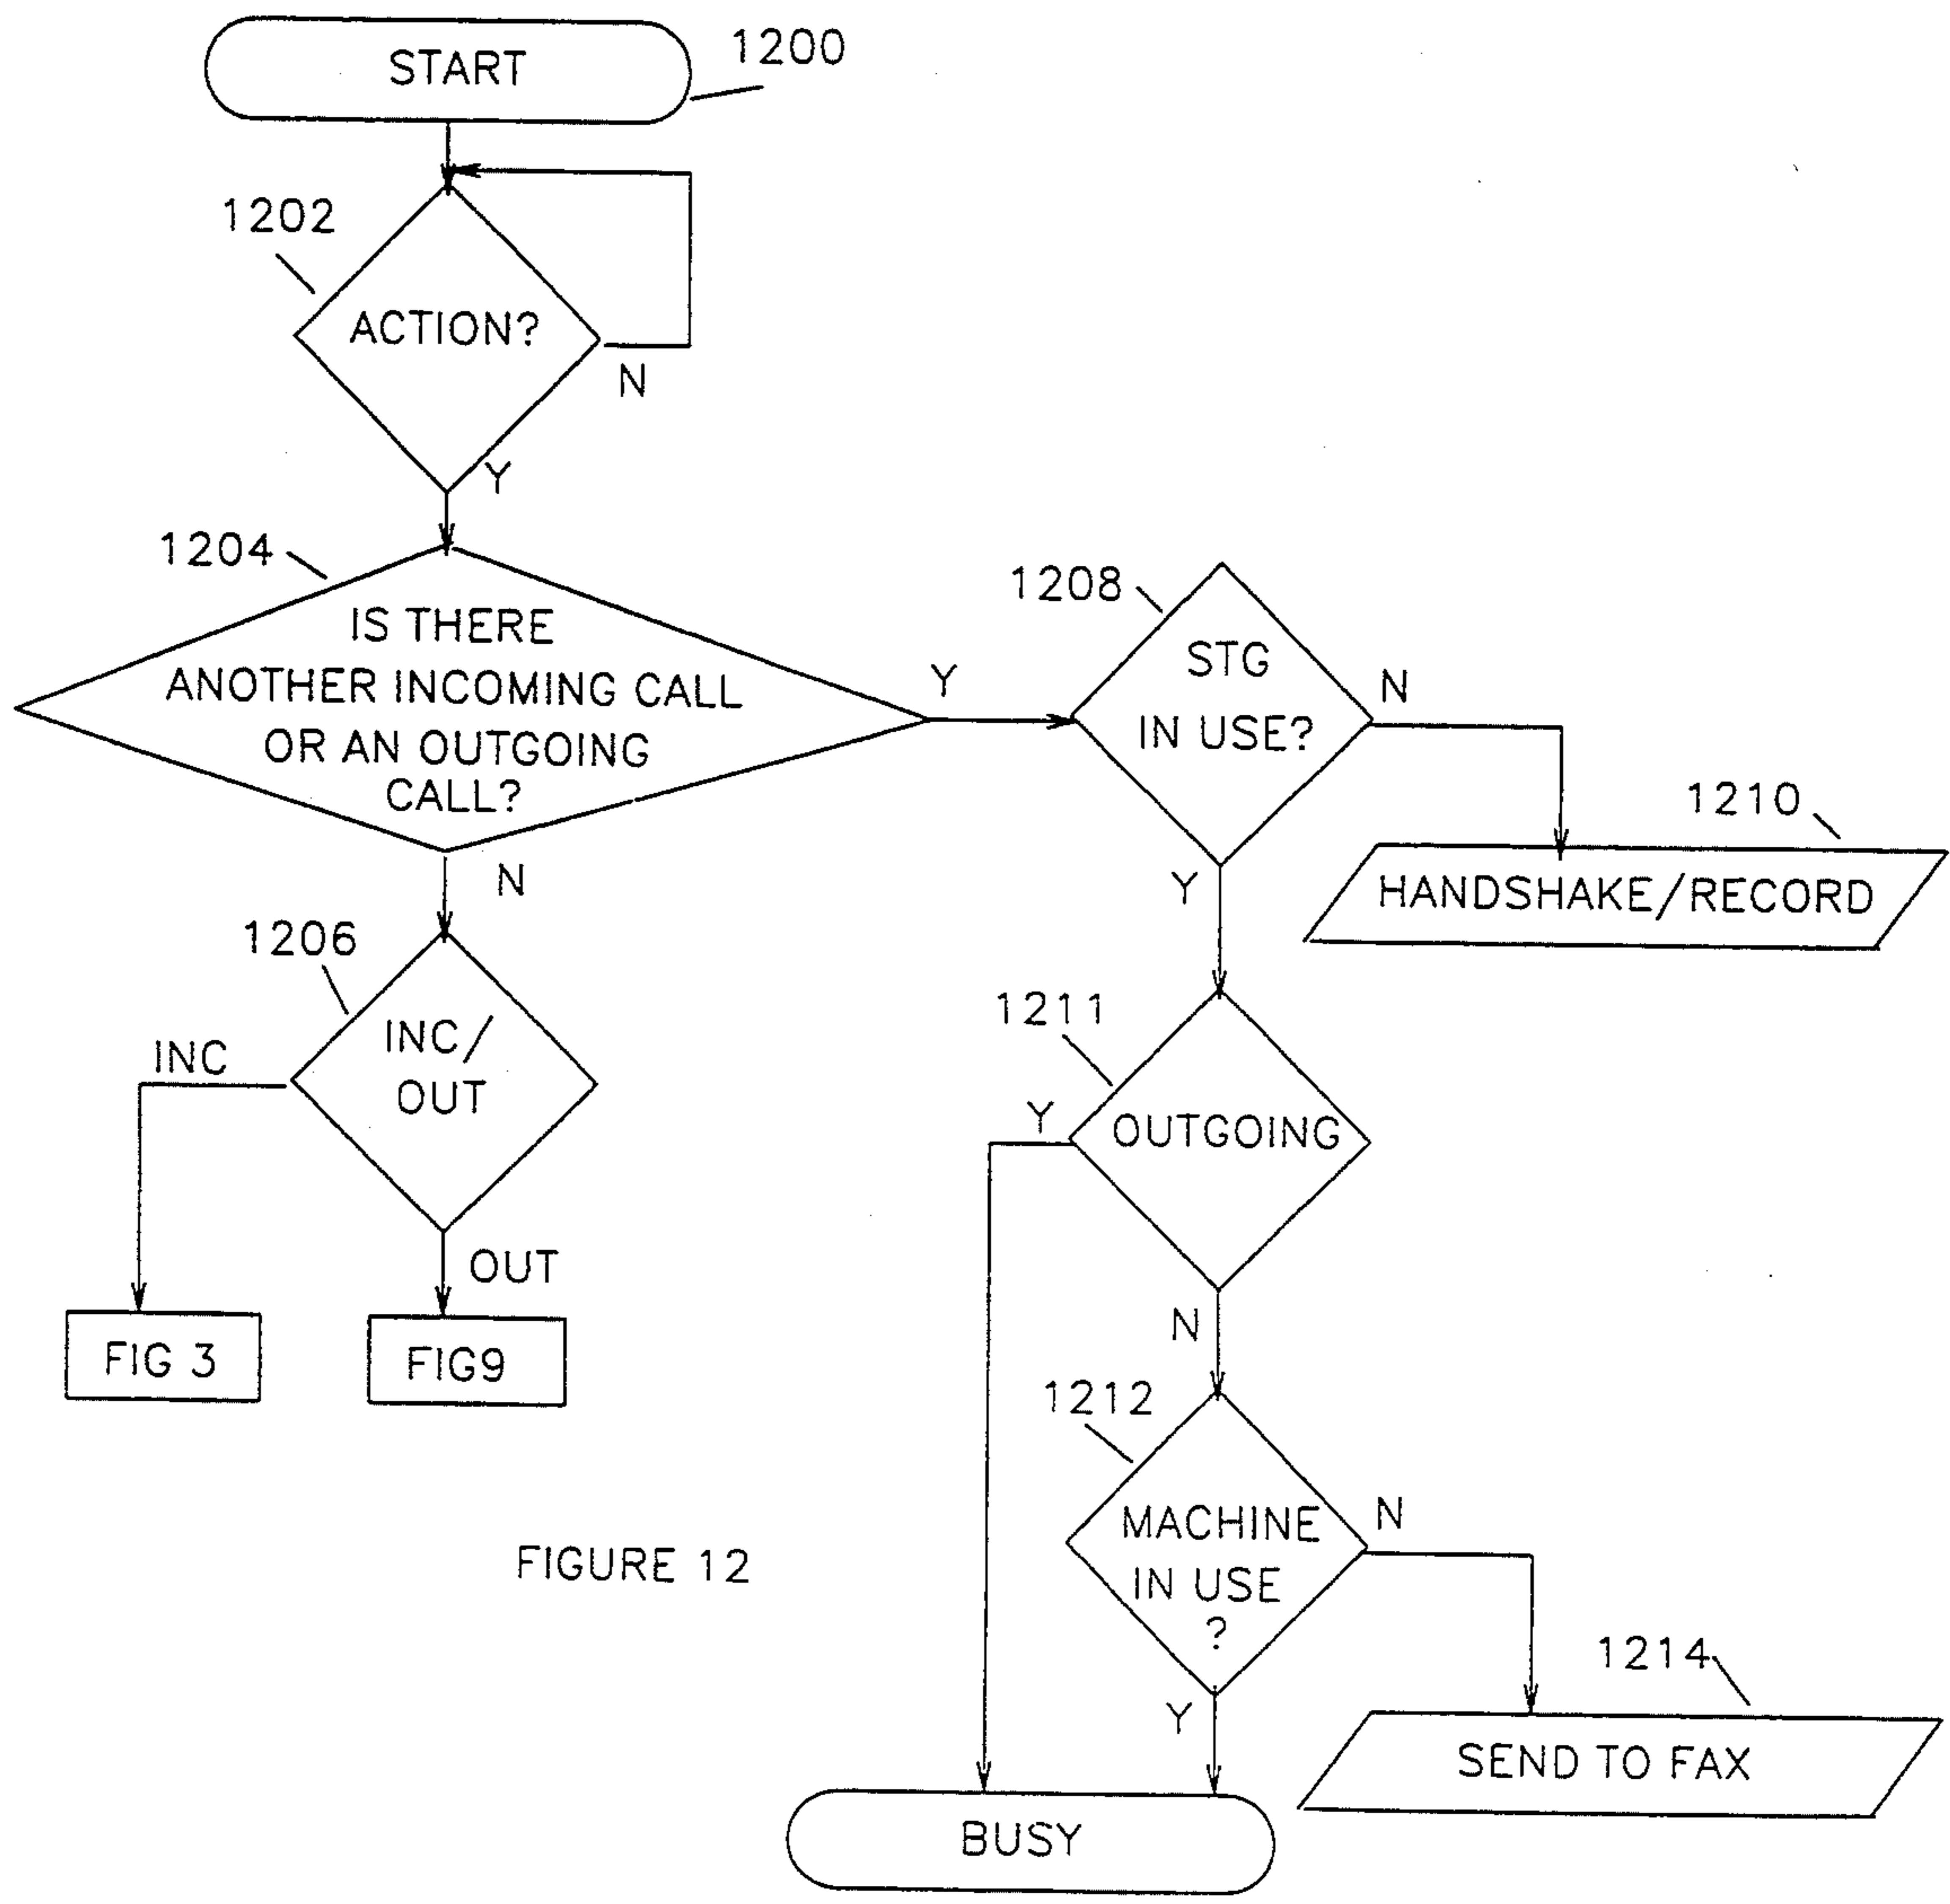 START
1200
1202
ACTION?
N
Y
1204
IS THERE
ANOTHER INCOMING CALL
OR AN OUTGOING
CALL?
Y
N
1208
STG
IN USE?
N
Y
1210
HANDSHAKE/RECORD
1206
INC/
OUT
INC
OUT
FIG 3
FIG9
1211
OUTGOING
Y
N
1212
MACHINE
IN USE
?
N
Y
1214
SEND TO FAX
BUSY
FIGURE 12